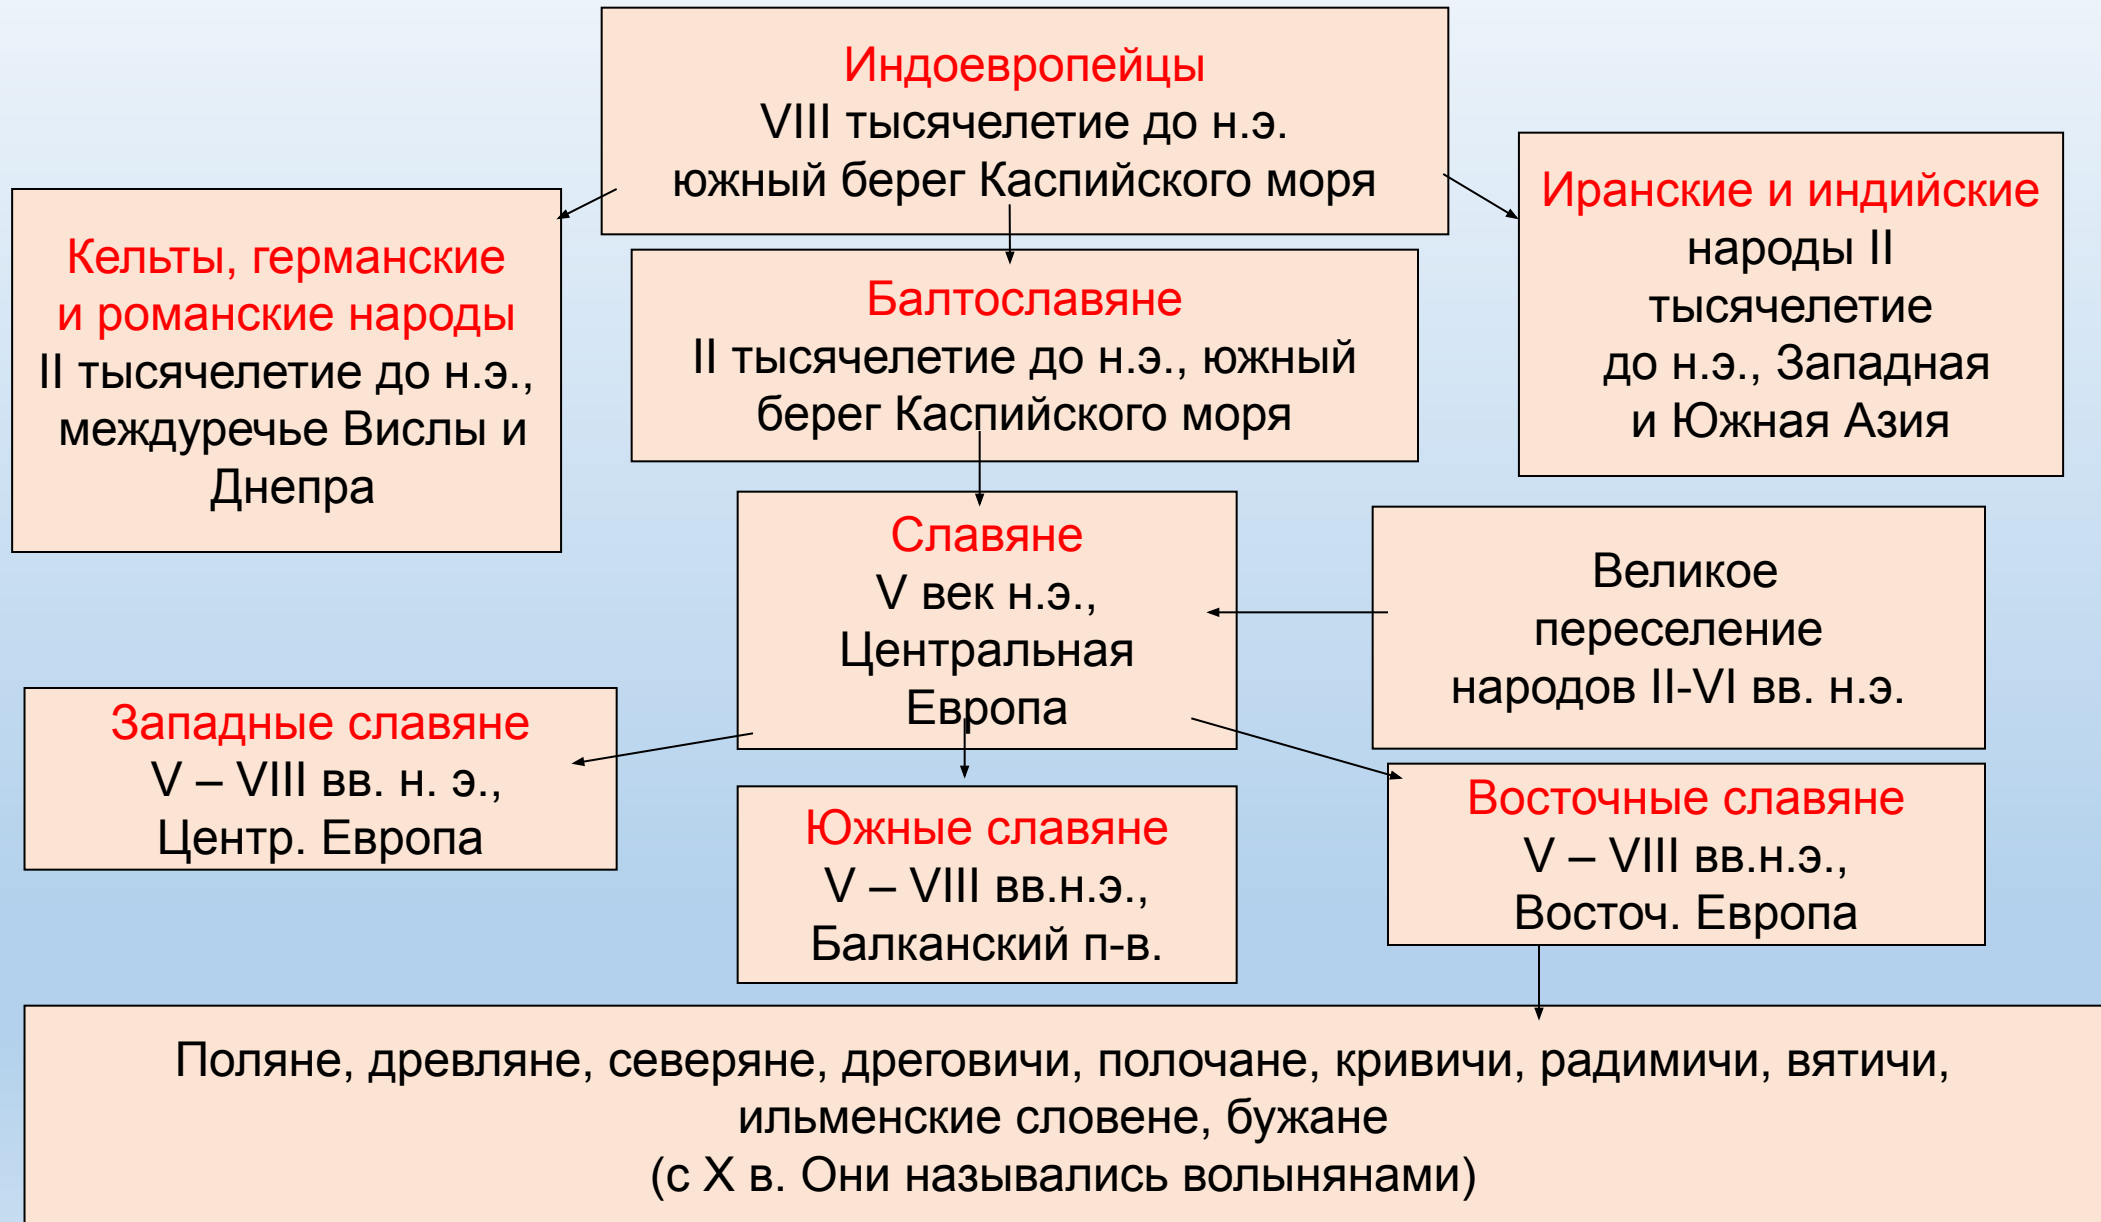 Индоевропейцы
VIII тысячелетие до н.э.
южный берег Каспийского моря
Кельты, германские
и романские народы
II тысячелетие до н.э.,
междуречье Вислы и
Днепра
Балтославяне
II тысячелетие до н.э., южный
берег Каспийского моря
Иранские и индийские
народы II
тысячелетие
до н.э., Западная
и Южная Азия
Славяне
V век н.э.,
Центральная
Европа
Великое
переселение
народов II-VI вв. н.э.
Западные славяне
V – VIII вв. н. э.,
Центр. Европа
Южные славяне
V – VIII вв.н.э.,
Балканский п-в.
Восточные славяне
V – VIII вв.н.э.,
Восточ. Европа
Поляне, древляне, северяне, дреговичи, полочане, кривичи, радимичи, вятичи,
ильменские словене, бужане
(с X в. Они назывались волынянами)